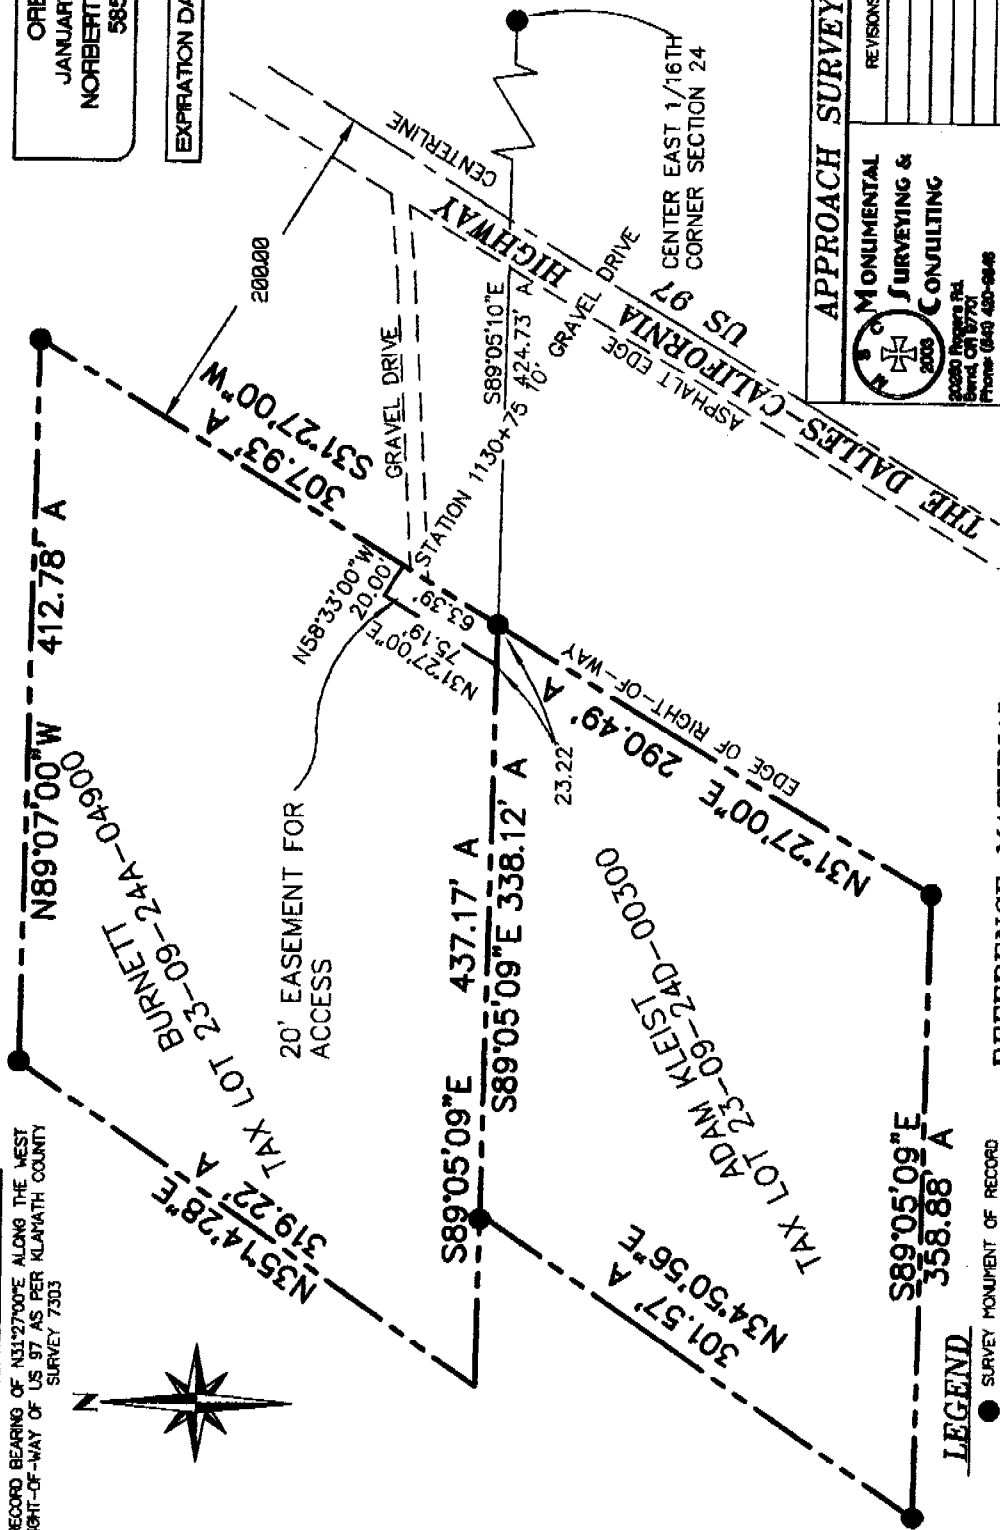 RECORD BEARING OF N31°27'00"E ALONG THE WEST
RIGHT-OF-WAY OF US 97 AS PER KLAMATH COUNTY
SURVEY 7303
N
N89°07'00"W 412.78' A
BURNETT
TAX LOT 23-09-24A-04900
N35°14'28"E
319.22' A
20' EASEMENT FOR
ACCESS
307.93' A
S31°27'00"W
200.00
GRAVEL DRIVE
N58°33'00"W
20.00'
N31°27'00"E
75.19'
63.39'
STATION 1130+75 10' GRAVEL DRIVE
S89°05'10"E
424.73' A
CENTERLINE
THE DALLES-CALIFORNIA HIGHWAY
US 97
ASPHALT EDGE
CENTER EAST 1/16TH
CORNER SECTION 24
S89°05'09"E 437.17' A
S89°05'09"E 338.12' A
23.22'
EDGE OF RIGHT-OF-WAY
N31°27'00"E 290.49' A
ADAM KLEIST
TAX LOT 23-09-24D-00300
301.57' A
N34°50'56"E
S89°05'09"E
358.88' A
LEGEND
SURVEY MONUMENT OF RECORD
JANUARY
NORBERT
EXPIRATION DA
APPROACH SURVEY
M S C
2003
MONUMENTAL
SURVEYING &
CONSULTING
Bend, OR 97701
REVISIONS